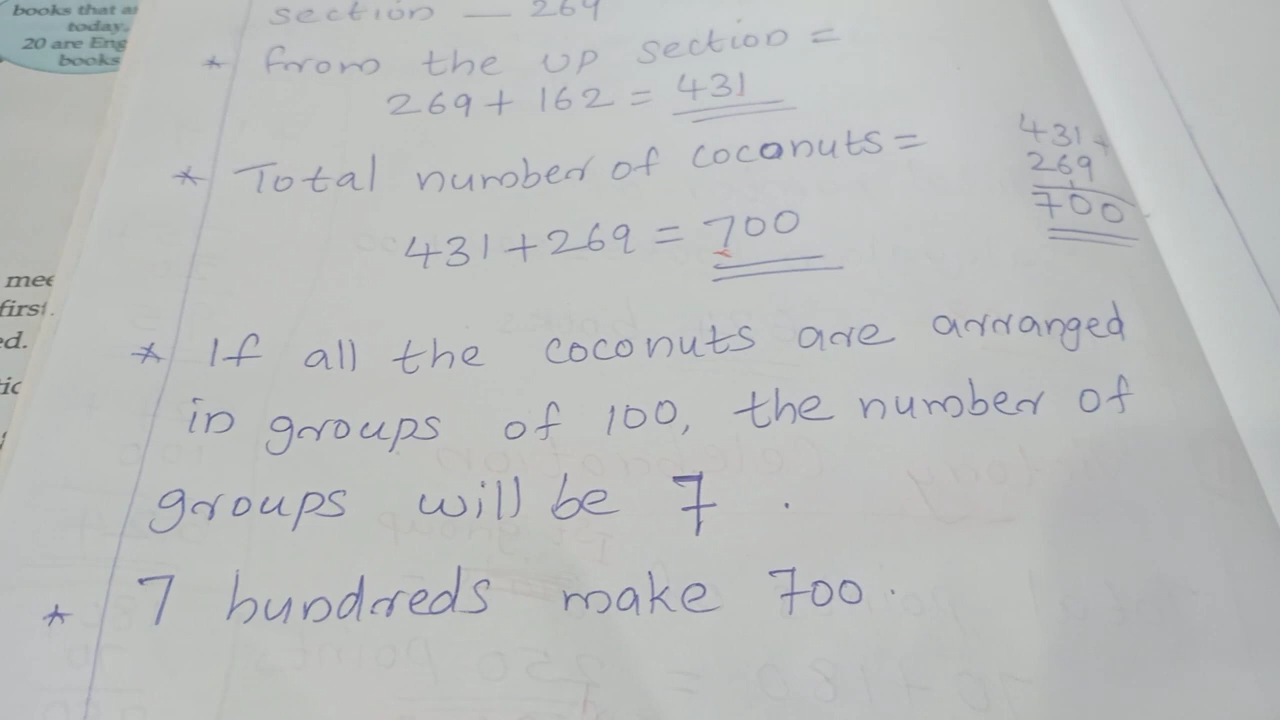 books that a
today.
20 are Eng
books
section — 269
* from the UP section =
269 + 162 = 431
* Total number of coconuts =
431 + 269 = 700
431 +
269
700
* If all the coconuts are arranged
in groups of 100, the number of
groups will be 7 .
* 7 hundreds make 700.
mee
first.
ed.
tic